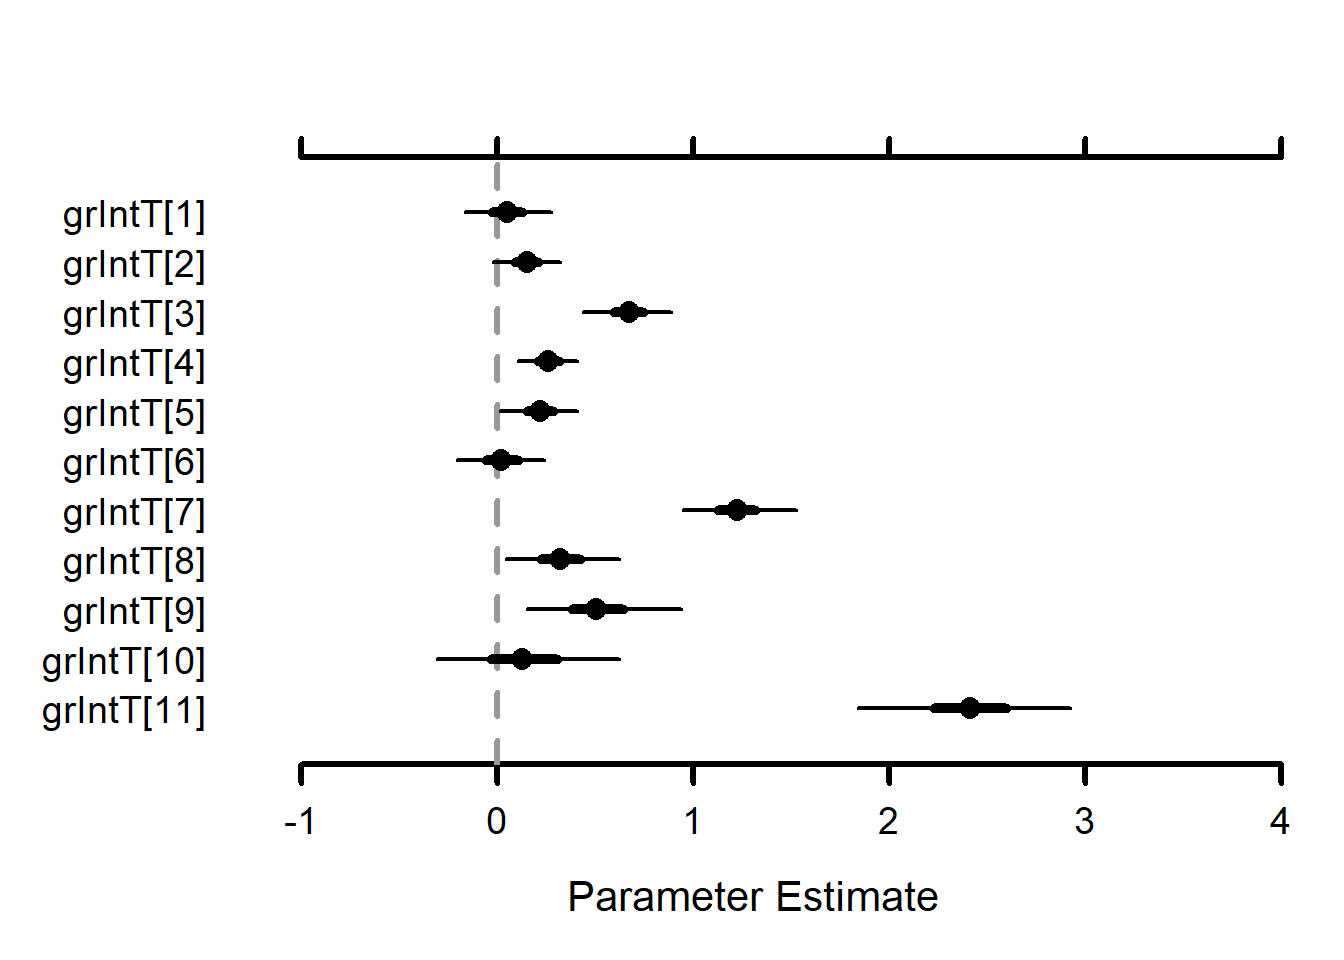 grIntT[1]
grIntT[2]
grIntT[3]
grIntT[4]
grIntT[5]
grIntT[6]
grIntT[7]
grIntT[8]
grIntT[9]
grIntT[10]
grIntT[11]
-1 0 1 2 3 4
Parameter Estimate